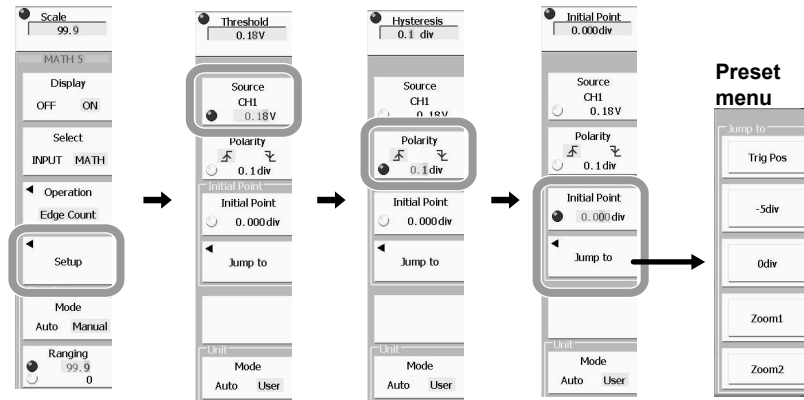 Scale
99.9
MATH 5
Display
OFF ON
Select
INPUT MATH
Operation
Edge Count
Setup
Mode
Auto Manual
Ranging
99.9
0
Threshold
0.18V
Source
CH1
0.18V
Polarity
0.1div
Initial Point
Initial Point
0.000div
Jump to
Unit
Mode
Auto User
Hysteresis
0.1 div
Source
CH1
0.18V
Polarity
0.1div
Initial Point
0.000div
Jump to
Unit
Mode
Auto User
Initial Point
0.000div
Source
CH1
0.18V
Polarity
0.1div
Initial Point
0.000div
Jump to
Unit
Mode
Auto User
Preset
menu
Jump to
Trig Pos
-5div
0div
Zoom1
Zoom2